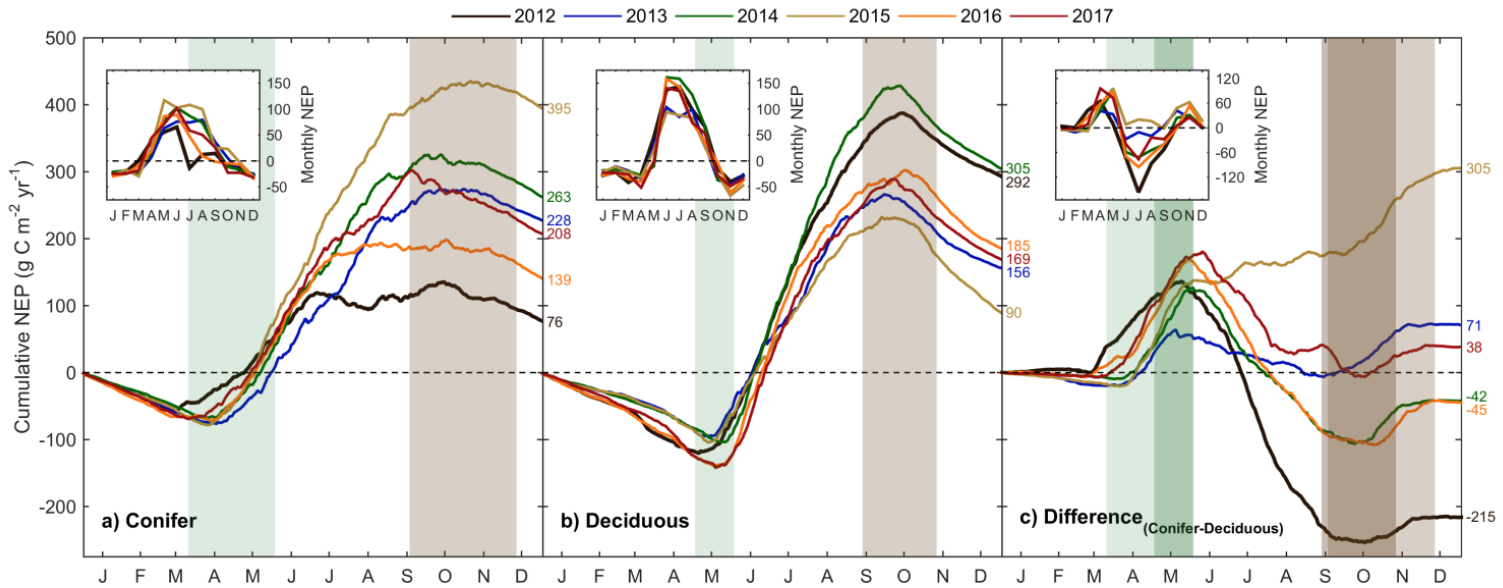 2012 2013 2014 2015 2016 2017
Cumulative NEP (g C m-2 yr-1)
500
400
300
200
100
0
-100
-200
150
100
50
0
-50
Monthly NEP
J F M A M J J A S O N D
395
263
228
208
139
76
a) Conifer
J F M A M J J A S O N D
150
100
50
0
-50
Monthly NEP
J F M A M J J A S O N D
305
292
185
169
156
90
b) Deciduous
J F M A M J J A S O N D
120
60
0
-60
-120
Monthly NEP
J F M A M J J A S O N D
305
71
38
-42
-45
-215
c) Difference(Conifer-Deciduous)
J F M A M J J A S O N D